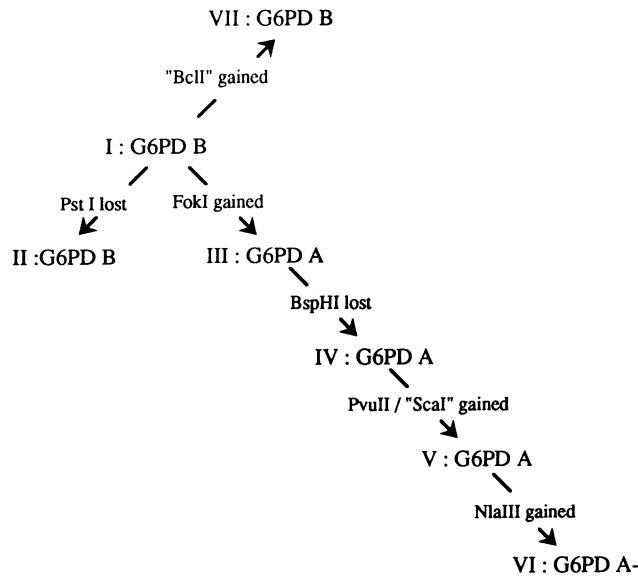 VII : G6PD B
"BclI" gained
I : G6PD B
Pst I lost
FokI gained
II :G6PD B
III : G6PD A
BspHI lost
IV : G6PD A
PvuII / "ScaI" gained
V : G6PD A
NlaIII gained
VI : G6PD A-